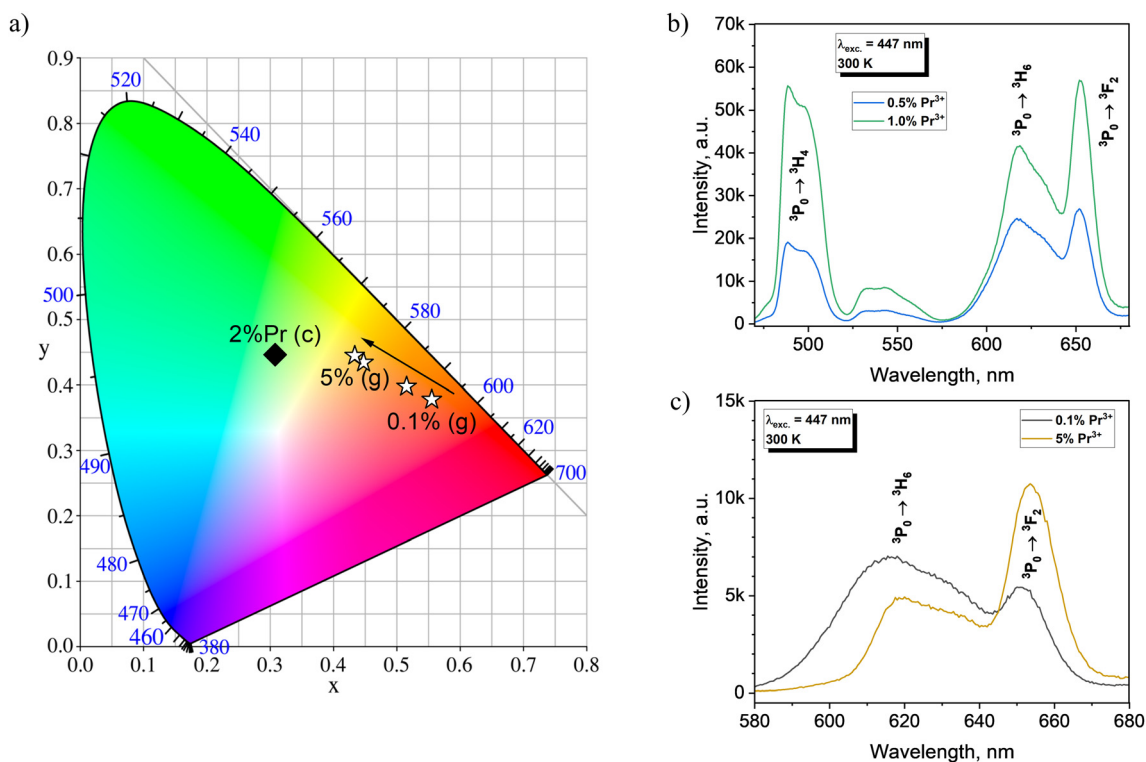 a)
0.9
0.8
0.7
0.6
0.5
0.4
0.3
0.2
0.1
0.0
y
0.0 0.1 0.2 0.3 0.4 0.5 0.6 0.7 0.8
x
520
540
560
580
600
620
700
500
490
480
470
460
380
2%Pr (c)
5% (g)
0.1% (g)
b)
70k
60k
50k
40k
30k
20k
10k
0
Intensity, a.u.
λexc. = 447 nm
300 K
0.5% Pr³⁺
1.0% Pr³⁺
³P₀ → ³H₄
³P₀ → ³H₆
³P₀ → ³F₂
500 550 600 650
Wavelength, nm
c)
15k
10k
5k
0
Intensity, a.u.
λexc. = 447 nm
300 K
0.1% Pr³⁺
5% Pr³⁺
³P₀ → ³H₆
³P₀ → ³F₂
580 600 620 640 660 680
Wavelength, nm